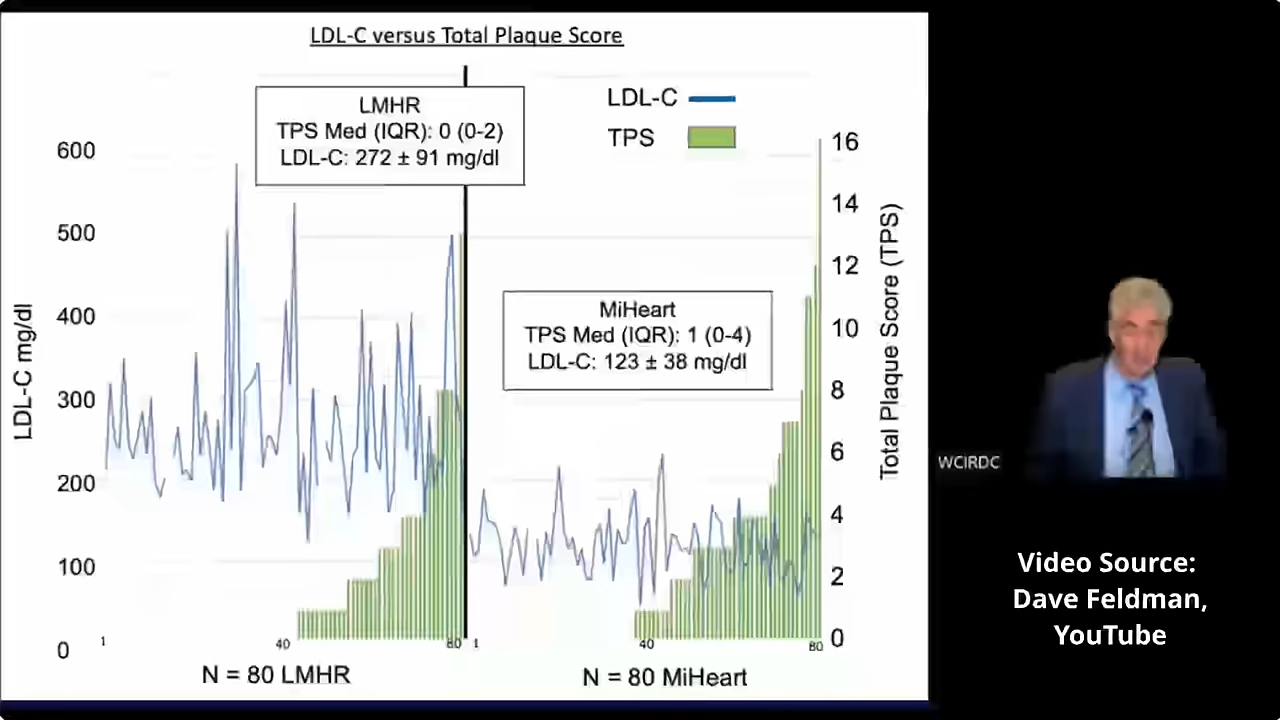 LDL-C versus Total Plaque Score
LMHR
TPS Med (IQR): 0 (0-2)
LDL-C: 272 ± 91 mg/dl
LDL-C
TPS
MiHeart
TPS Med (IQR): 1 (0-4)
LDL-C: 123 ± 38 mg/dl
LDL-C mg/dl
600
500
400
300
200
100
0
16
14
12
10
8
6
4
2
0
Total Plaque Score (TPS)
1
40
80
1
40
80
N = 80 LMHR
N = 80 MiHeart
WCIRDC
Video Source:
Dave Feldman,
YouTube